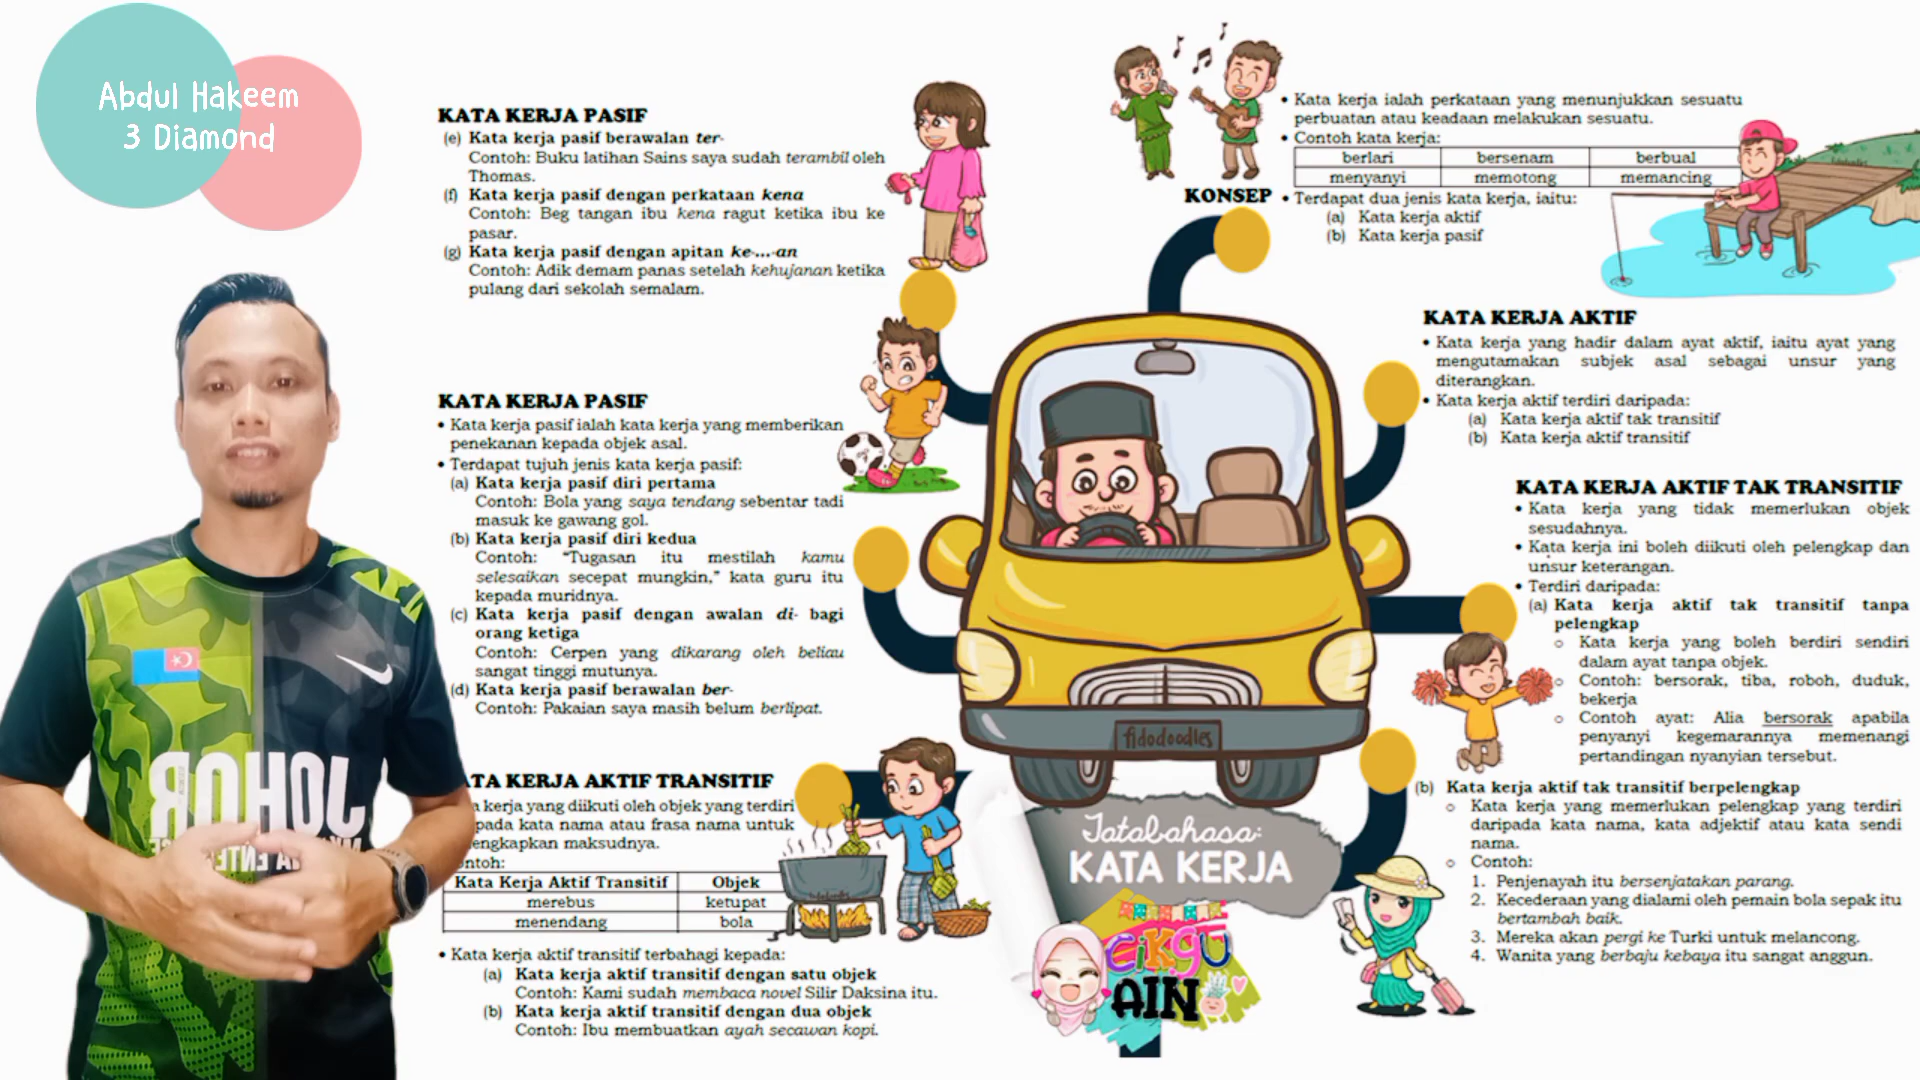 Abdul Hakeem
3 Diamond
KATA KERJA PASIF
(e) Kata kerja pasif berawalan ter-
Contoh: Buku latihan Sains saya sudah terambil oleh
Thomas.
(f) Kata kerja pasif dengan perkataan kena
Contoh: Beg tangan ibu kena ragut ketika ibu ke
pasar.
(g) Kata kerja pasif dengan apitan ke-...-an
Contoh: Adik demam panas setelah kehujanan ketika
pulang dari sekolah semalam.
KATA KERJA PASIF
• Kata kerja pasif ialah kata kerja yang memberikan
penekanan kepada objek asal.
• Terdapat tujuh jenis kata kerja pasif:
(a) Kata kerja pasif diri pertama
Contoh: Bola yang saya tendang sebentar tadi
masuk ke gawang gol.
(b) Kata kerja pasif diri kedua
Contoh: "Tugasan itu mestilah kamu
selesaikan secepat mungkin," kata guru itu
kepada muridnya.
(c) Kata kerja pasif dengan awalan di- bagi
orang ketiga
Contoh: Cerpen yang dikarang oleh beliau
sangat tinggi mutunya.
(d) Kata kerja pasif berawalan ber-
Contoh: Pakaian saya masih belum berlipat.
ATA KERJA AKTIF TRANSITIF
a kerja yang diikuti oleh objek yang terdiri
pada kata nama atau frasa nama untuk
engkapkan maksudnya.
ntoh:
Kata Kerja Aktif Transitif Objek
merebus ketupat
menendang bola
• Kata kerja aktif transitif terbahagi kepada:
(a) Kata kerja aktif transitif dengan satu objek
Contoh: Kami sudah membaca novel Silir Daksina itu.
(b) Kata kerja aktif transitif dengan dua objek
Contoh: Ibu membuatkan ayah secawan kopi.
KONSEP
• Kata kerja ialah perkataan yang menunjukkan sesuatu
perbuatan atau keadaan melakukan sesuatu.
• Contoh kata kerja:
berlari bersenam berbual
menyanyi memotong memancing
• Terdapat dua jenis kata kerja, iaitu:
(a) Kata kerja aktif
(b) Kata kerja pasif
KATA KERJA AKTIF
• Kata kerja yang hadir dalam ayat aktif, iaitu ayat yang
mengutamakan subjek asal sebagai unsur yang
diterangkan.
• Kata kerja aktif terdiri daripada:
(a) Kata kerja aktif tak transitif
(b) Kata kerja aktif transitif
KATA KERJA AKTIF TAK TRANSITIF
• Kata kerja yang tidak memerlukan objek
sesudahnya.
• Kata kerja ini boleh diikuti oleh pelengkap dan
unsur keterangan.
• Terdiri daripada:
(a) Kata kerja aktif tak transitif tanpa
pelengkap
o Kata kerja yang boleh berdiri sendiri
dalam ayat tanpa objek.
o Contoh: bersorak, tiba, roboh, duduk,
bekerja
o Contoh ayat: Alia bersorak apabila
penyanyi kegemarannya memenangi
pertandingan nyanyian tersebut.
(b) Kata kerja aktif tak transitif berpelengkap
o Kata kerja yang memerlukan pelengkap yang terdiri
daripada kata nama, kata adjektif atau kata sendi
nama.
o Contoh:
1. Penjenayah itu bersenjatakan parang.
2. Kecederaan yang dialami oleh pemain bola sepak itu
bertambah baik.
3. Mereka akan pergi ke Turki untuk melancong.
4. Wanita yang berbaju kebaya itu sangat anggun.
fidodoodles
Tatabahasa:
KATA KERJA
CIKGU
AIN
JOHOR